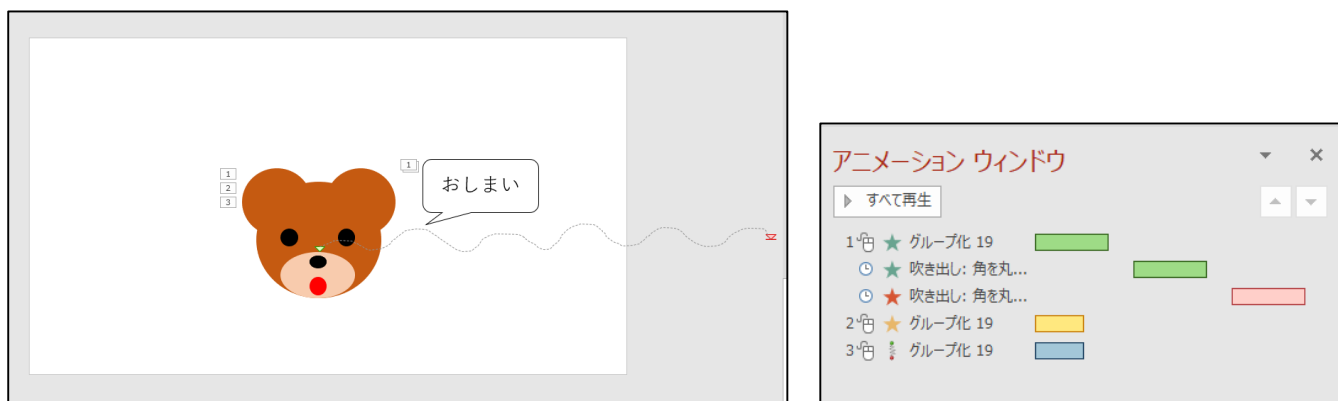 1
2
3
1
おしまい
アニメーション ウィンドウ
すべて再生
1 グループ化 19
吹き出し: 角を丸...
吹き出し: 角を丸...
2 グループ化 19
3 グループ化 19